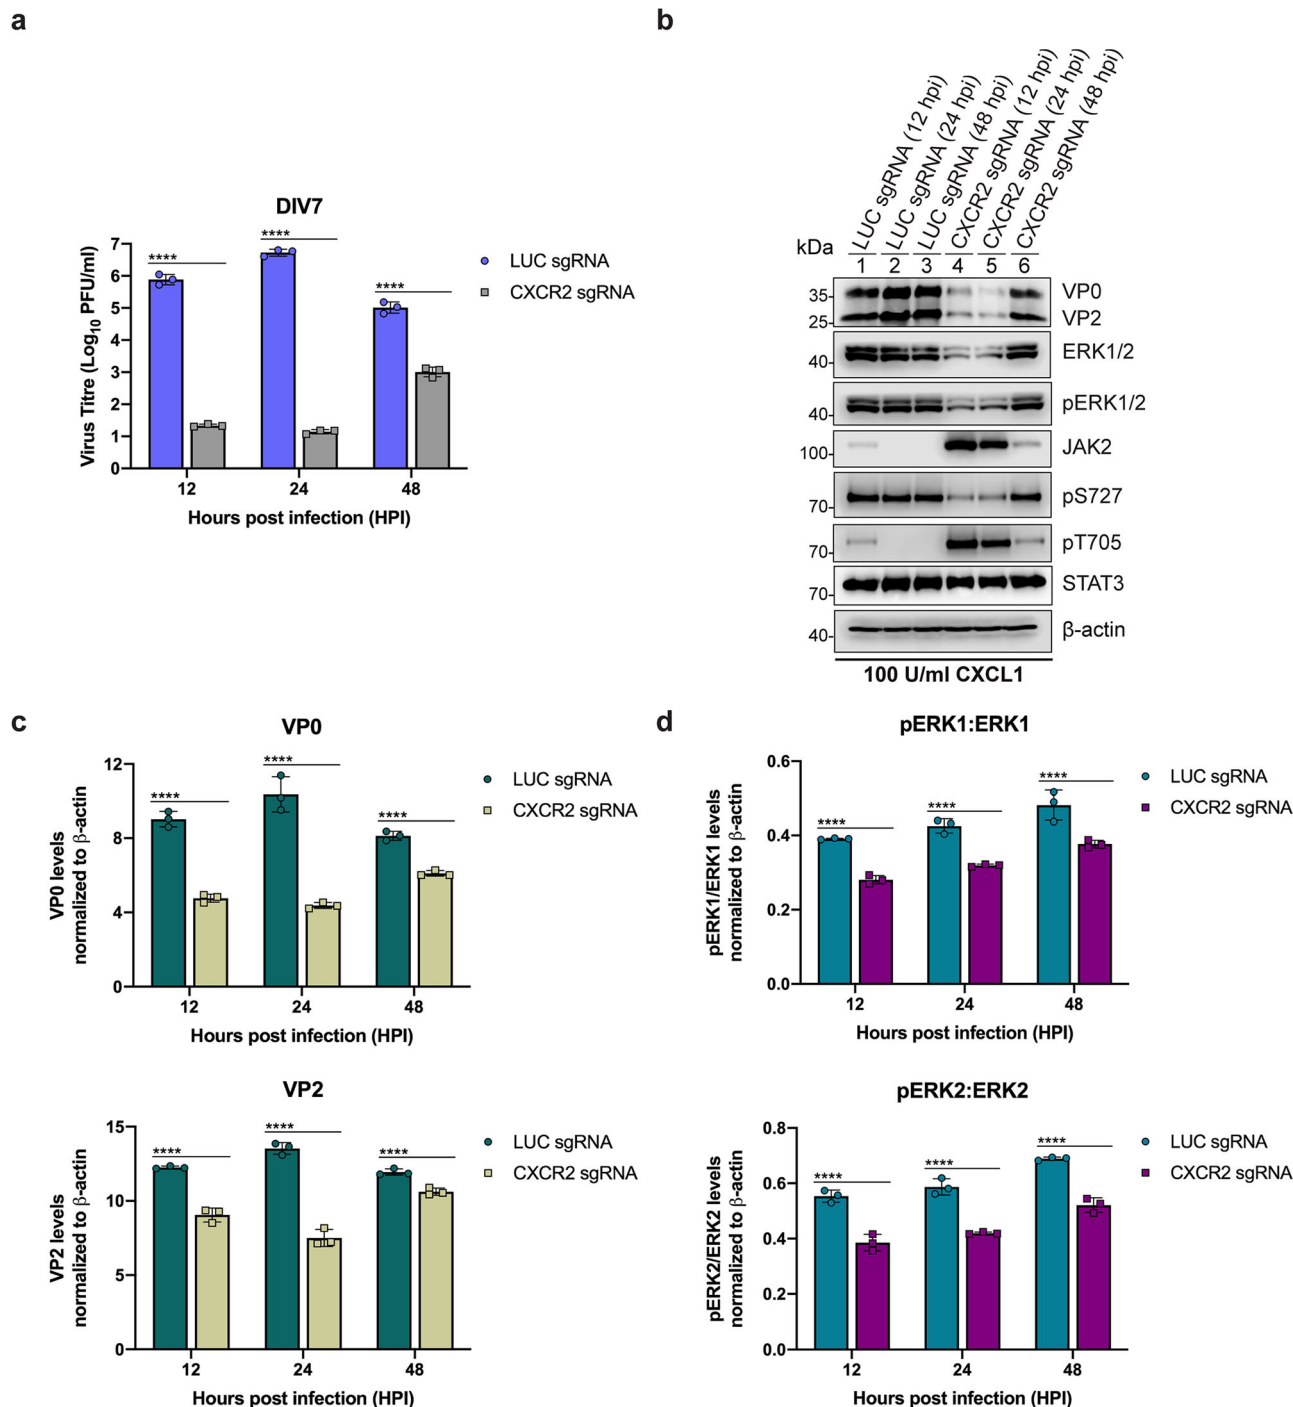 a
DIV7
Virus Titre (Log10 PFU/ml)
7
6
5
4
3
2
1
0
****
****
****
12
24
48
Hours post infection (HPI)
LUC sgRNA
CXCR2 sgRNA
b
LUC sgRNA (12 hpi)
LUC sgRNA (24 hpi)
LUC sgRNA (48 hpi)
CXCR2 sgRNA (12 hpi)
CXCR2 sgRNA (24 hpi)
CXCR2 sgRNA (48 hpi)
kDa
1 2 3 4 5 6
35- VP0
25- VP2
40- ERK1/2
40- pERK1/2
100- JAK2
70- pS727
70- pT705
70- STAT3
40- β-actin
100 U/ml CXCL1
c
VP0
VP0 levels
normalized to β-actin
12
8
4
0
****
****
****
12
24
48
Hours post infection (HPI)
LUC sgRNA
CXCR2 sgRNA
VP2
VP2 levels
normalized to β-actin
15
10
5
0
****
****
****
12
24
48
Hours post infection (HPI)
LUC sgRNA
CXCR2 sgRNA
d
pERK1:ERK1
pERK1/ERK1 levels
normalized to β-actin
0.6
0.4
0.2
0.0
****
****
****
12
24
48
Hours post infection (HPI)
LUC sgRNA
CXCR2 sgRNA
pERK2:ERK2
pERK2/ERK2 levels
normalized to β-actin
0.8
0.6
0.4
0.2
0.0
****
****
****
12
24
48
Hours post infection (HPI)
LUC sgRNA
CXCR2 sgRNA